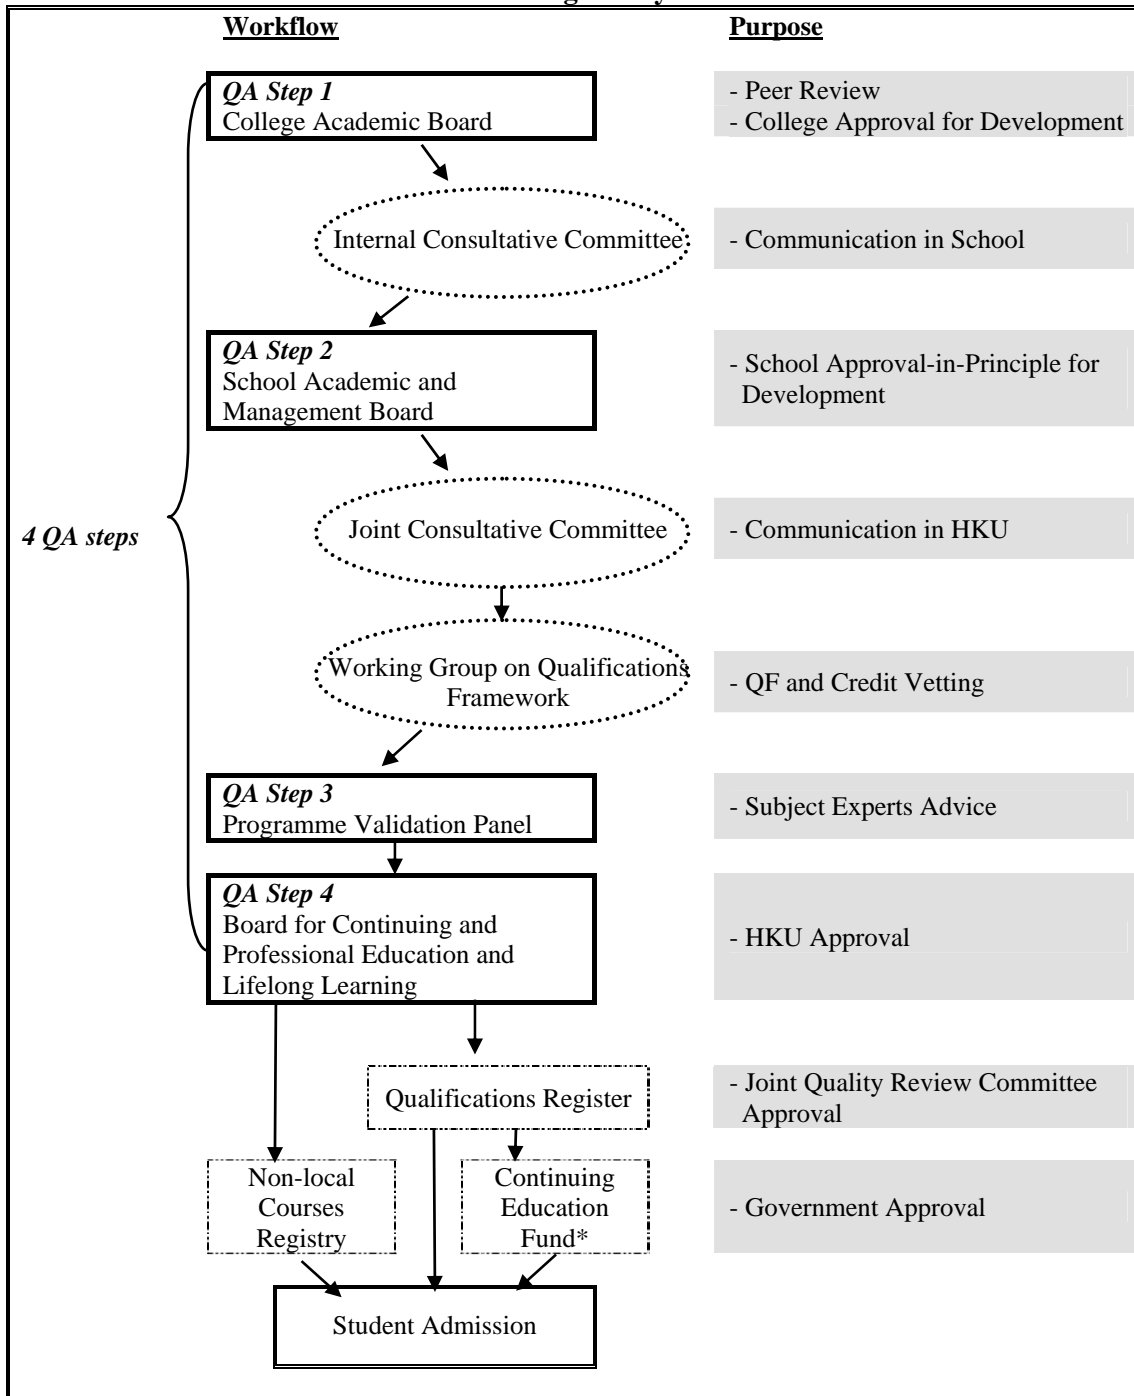 Workflow
Purpose
QA Step 1
College Academic Board
- Peer Review
- College Approval for Development
Internal Consultative Committee
- Communication in School
QA Step 2
School Academic and
Management Board
- School Approval-in-Principle for
Development
4 QA steps
Joint Consultative Committee
- Communication in HKU
Working Group on Qualifications
Framework
- QF and Credit Vetting
QA Step 3
Programme Validation Panel
- Subject Experts Advice
QA Step 4
Board for Continuing and
Professional Education and
Lifelong Learning
- HKU Approval
Qualifications Register
- Joint Quality Review Committee
Approval
Non-local
Courses
Registry
Continuing
Education
Fund*
- Government Approval
Student Admission